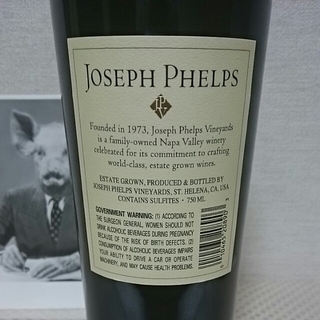 JOSEPH PHELPS
Founded in 1973, Joseph Phelps Vineyards
is a family-owned Napa Valley winery
celebrated for its commitment to crafting
world-class, estate grown wines.
ESTATE GROWN, PRODUCED & BOTTLED BY
JOSEPH PHELPS VINEYARDS, ST. HELENA, CA, USA
CONTAINS SULFITES - 750 ML
GOVERNMENT WARNING: (1) ACCORDING TO
THE SURGEON GENERAL, WOMEN SHOULD NOT
DRINK ALCOHOLIC BEVERAGES DURING PREGNANCY
BECAUSE OF THE RISK OF BIRTH DEFECTS. (2)
CONSUMPTION OF ALCOHOLIC BEVERAGES IMPAIRS
YOUR ABILITY TO DRIVE A CAR OR OPERATE
MACHINERY, AND MAY CAUSE HEALTH PROBLEMS.